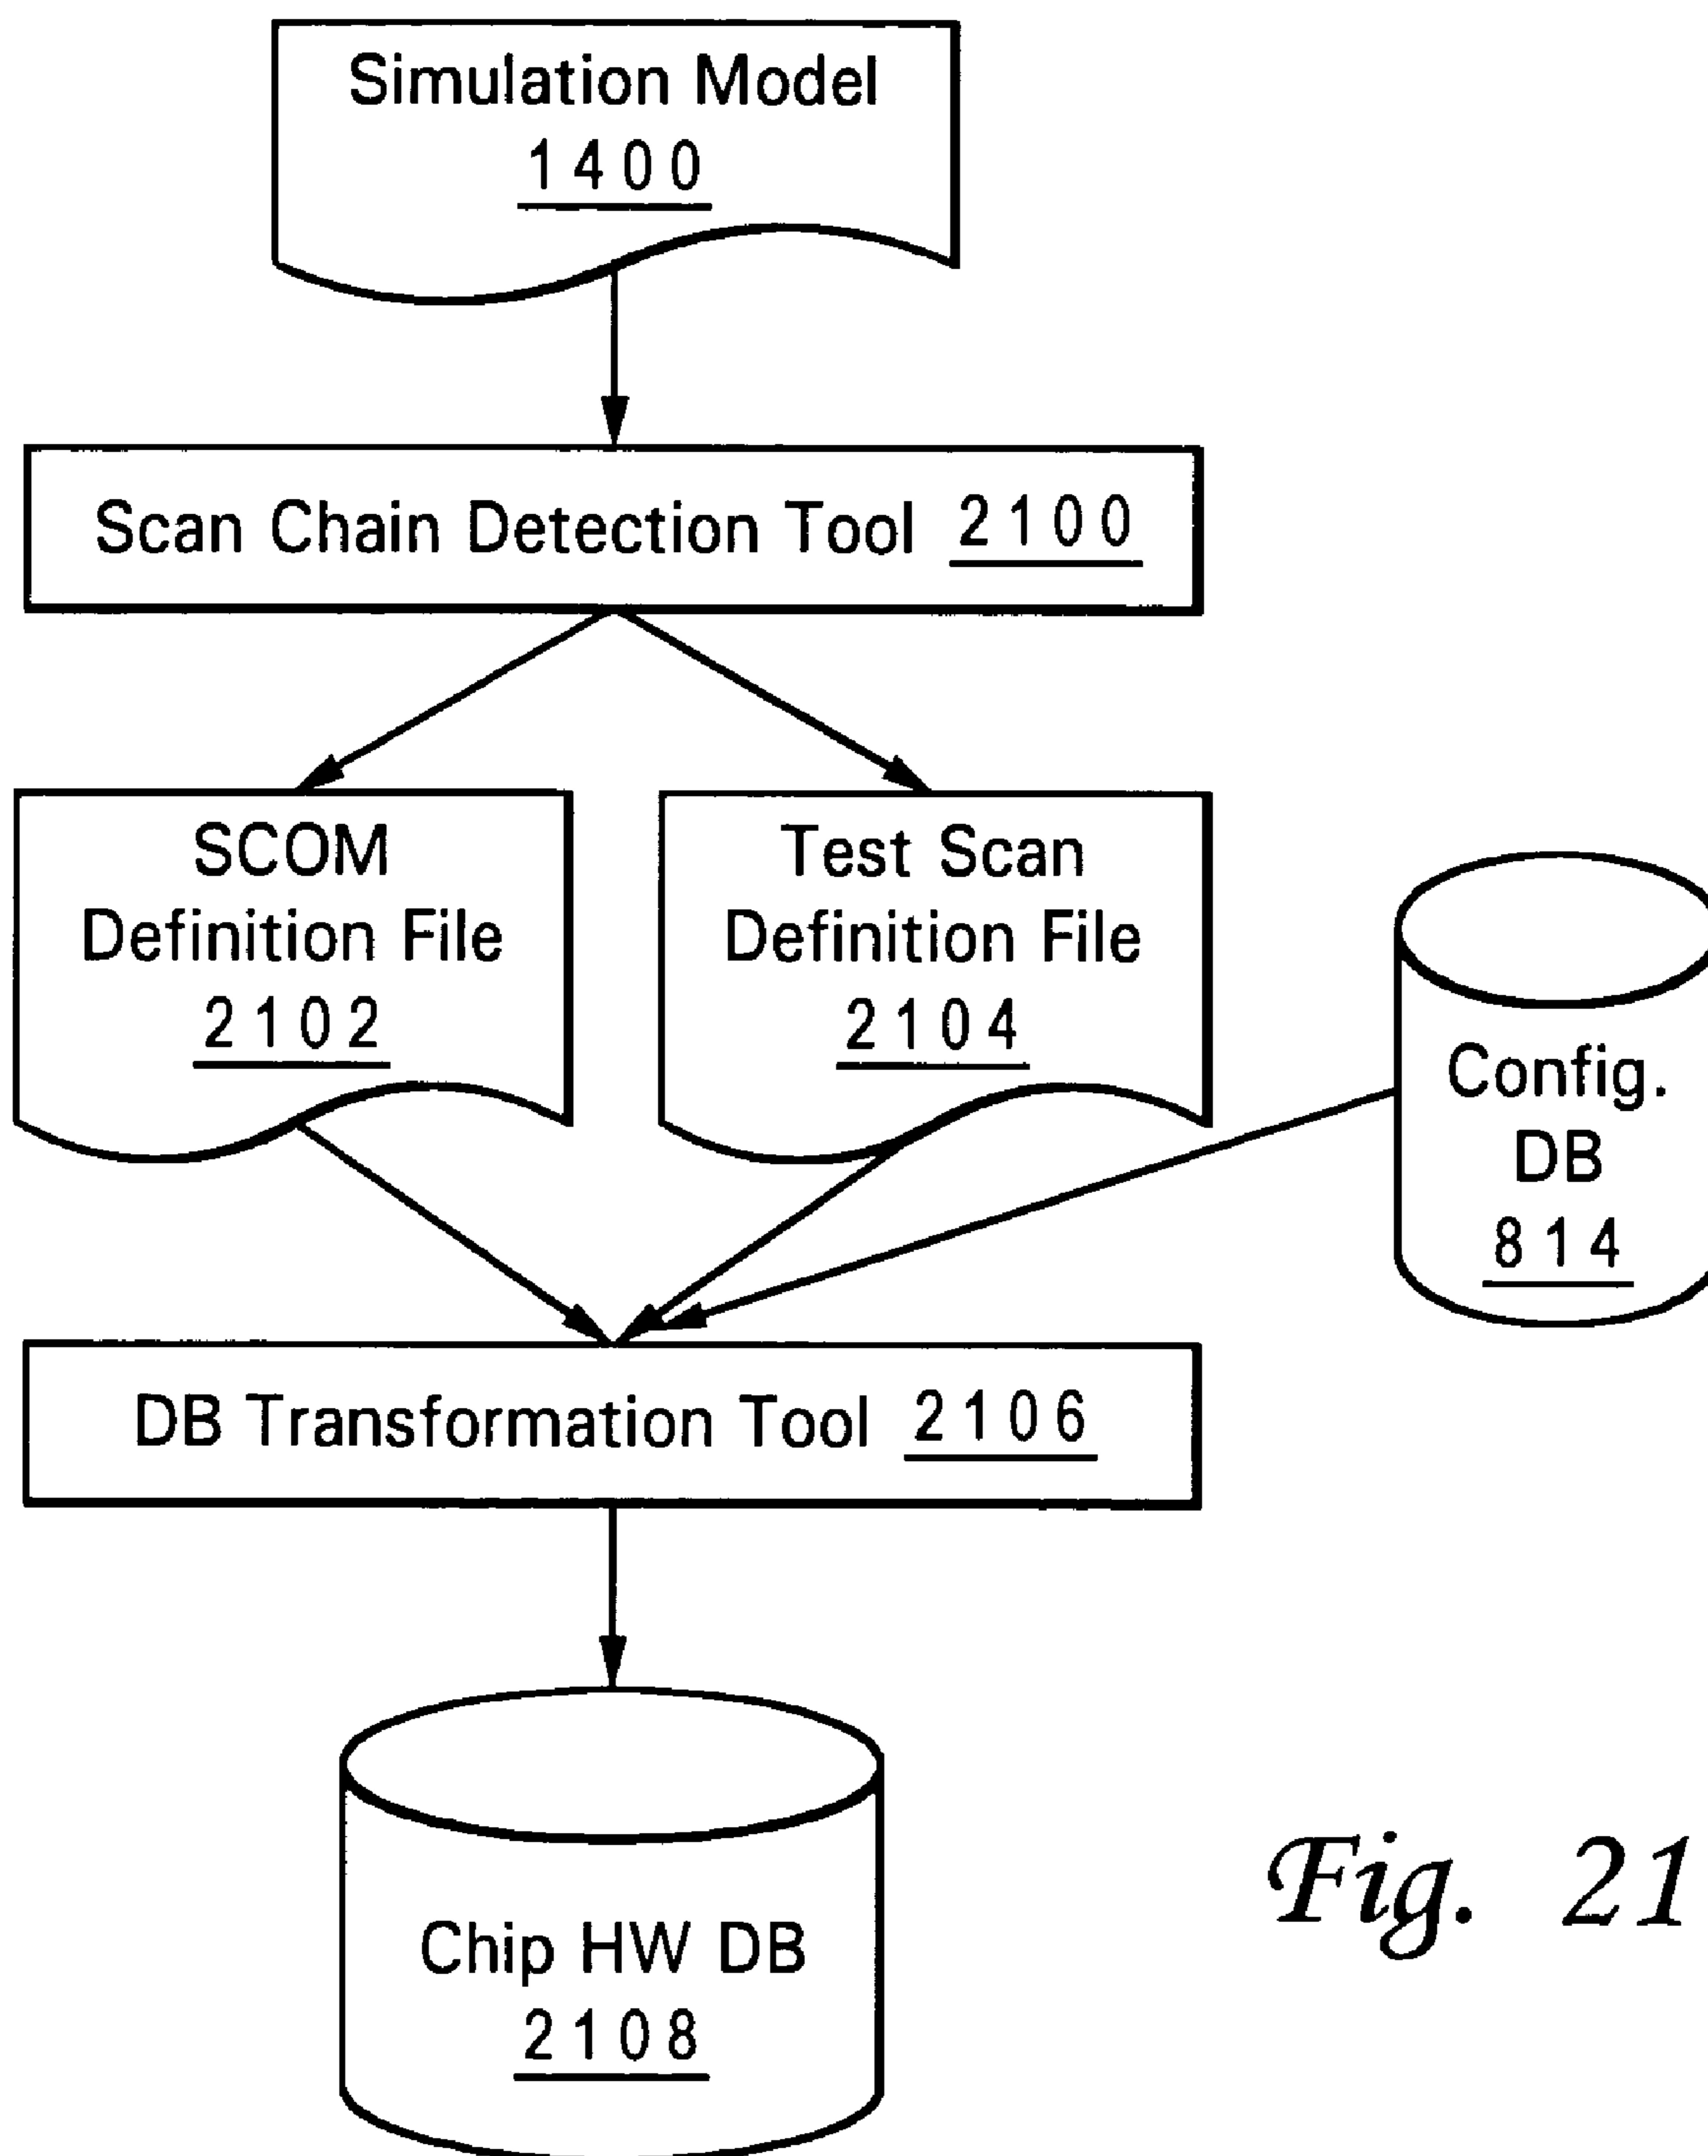 Simulation Model
1400
Scan Chain Detection Tool 2100
SCOM
Definition File
2102
Test Scan
Definition File
2104
Config.
DB
814
DB Transformation Tool 2106
Chip HW DB
2108
Fig. 21